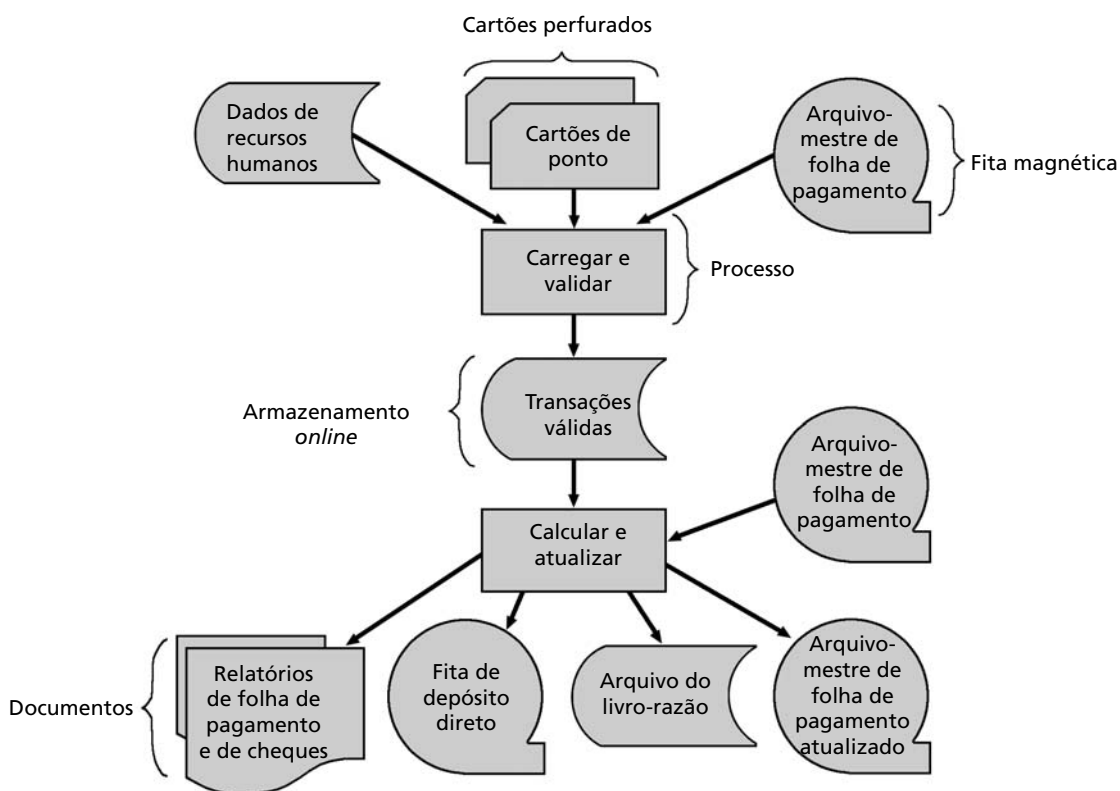 Cartões perfurados
Dados de
recursos
humanos
Cartões de
ponto
Arquivo-
mestre de
folha de
pagamento
Fita magnética
Carregar e
validar
Processo
Armazenamento
online
Transações
válidas
Arquivo-
mestre de
folha de
pagamento
Calcular e
atualizar
Documentos
Relatórios
de folha de
pagamento
e de cheques
Fita de
depósito
direto
Arquivo do
livro-razão
Arquivo-
mestre de
folha de
pagamento
atualizado